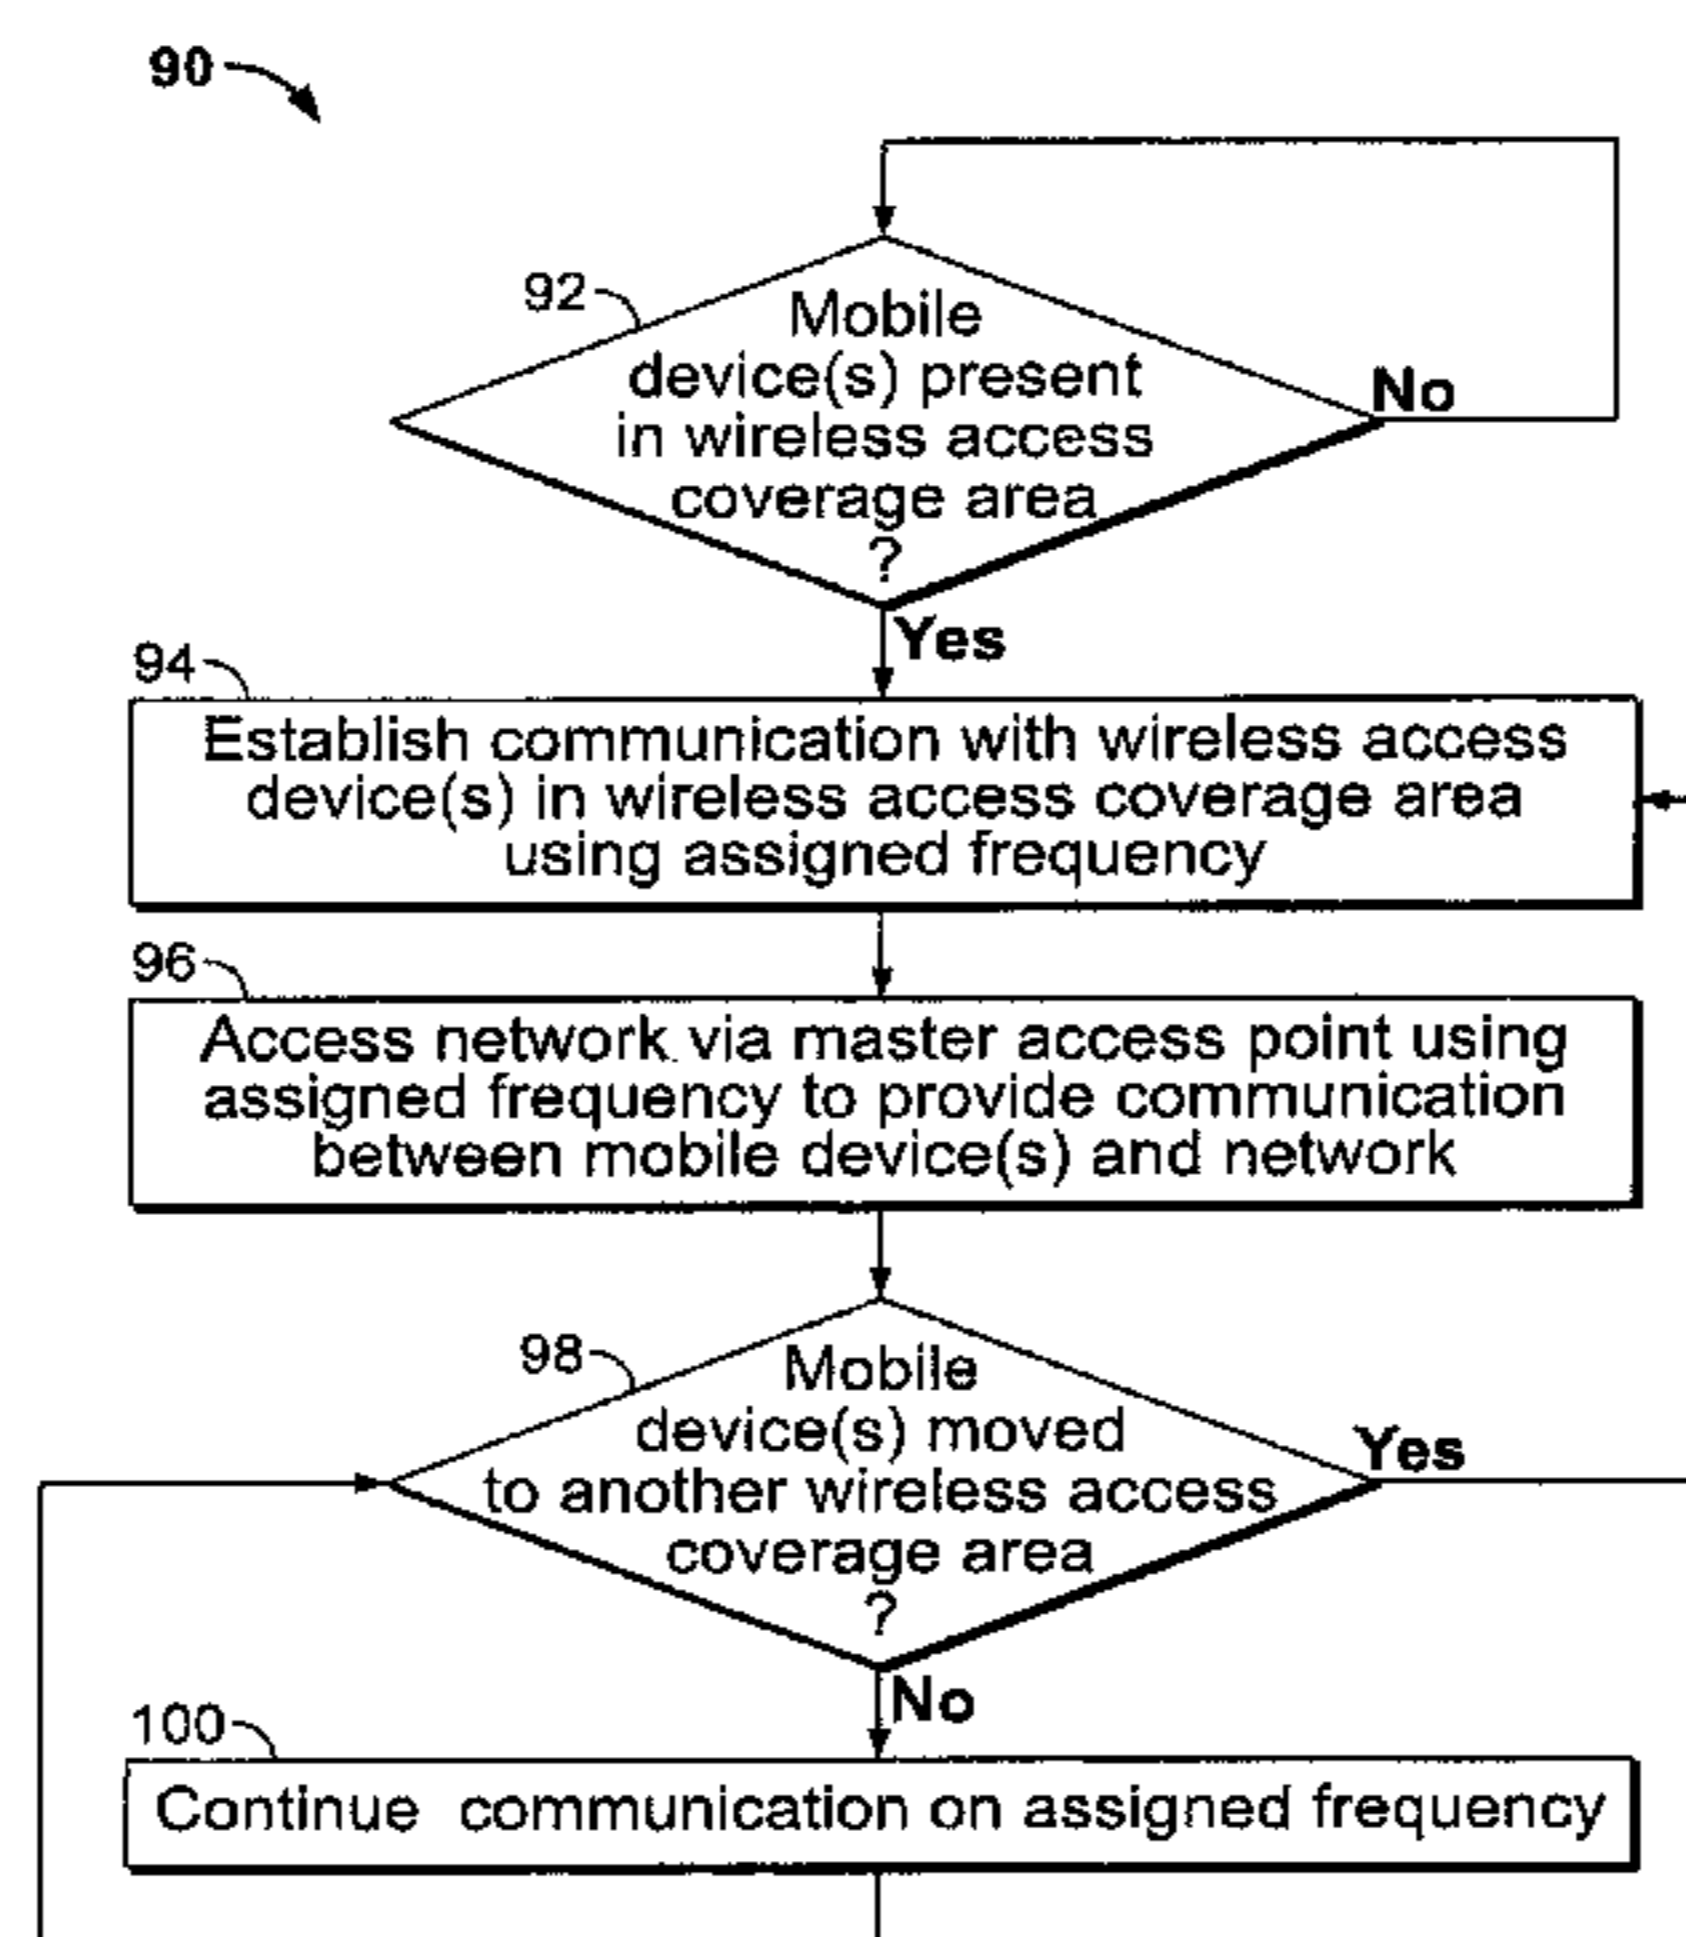 90
92
Mobile
device(s) present
in wireless access
coverage area
?
No
Yes
94
Establish communication with wireless access
device(s) in wireless access coverage area
using assigned frequency
96
Access network via master access point using
assigned frequency to provide communication
between mobile device(s) and network
98
Mobile
device(s) moved
to another wireless access
coverage area
?
Yes
No
100
Continue communication on assigned frequency